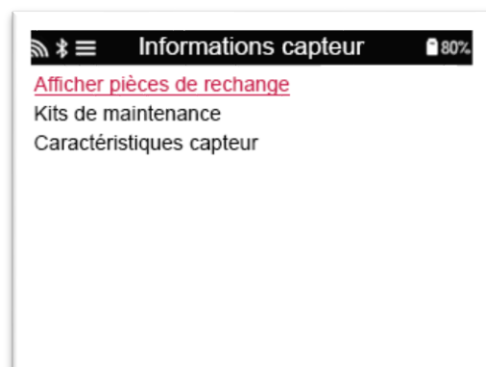 Informations capteur 80%
Afficher pièces de rechange
Kits de maintenance
Caractéristiques capteur